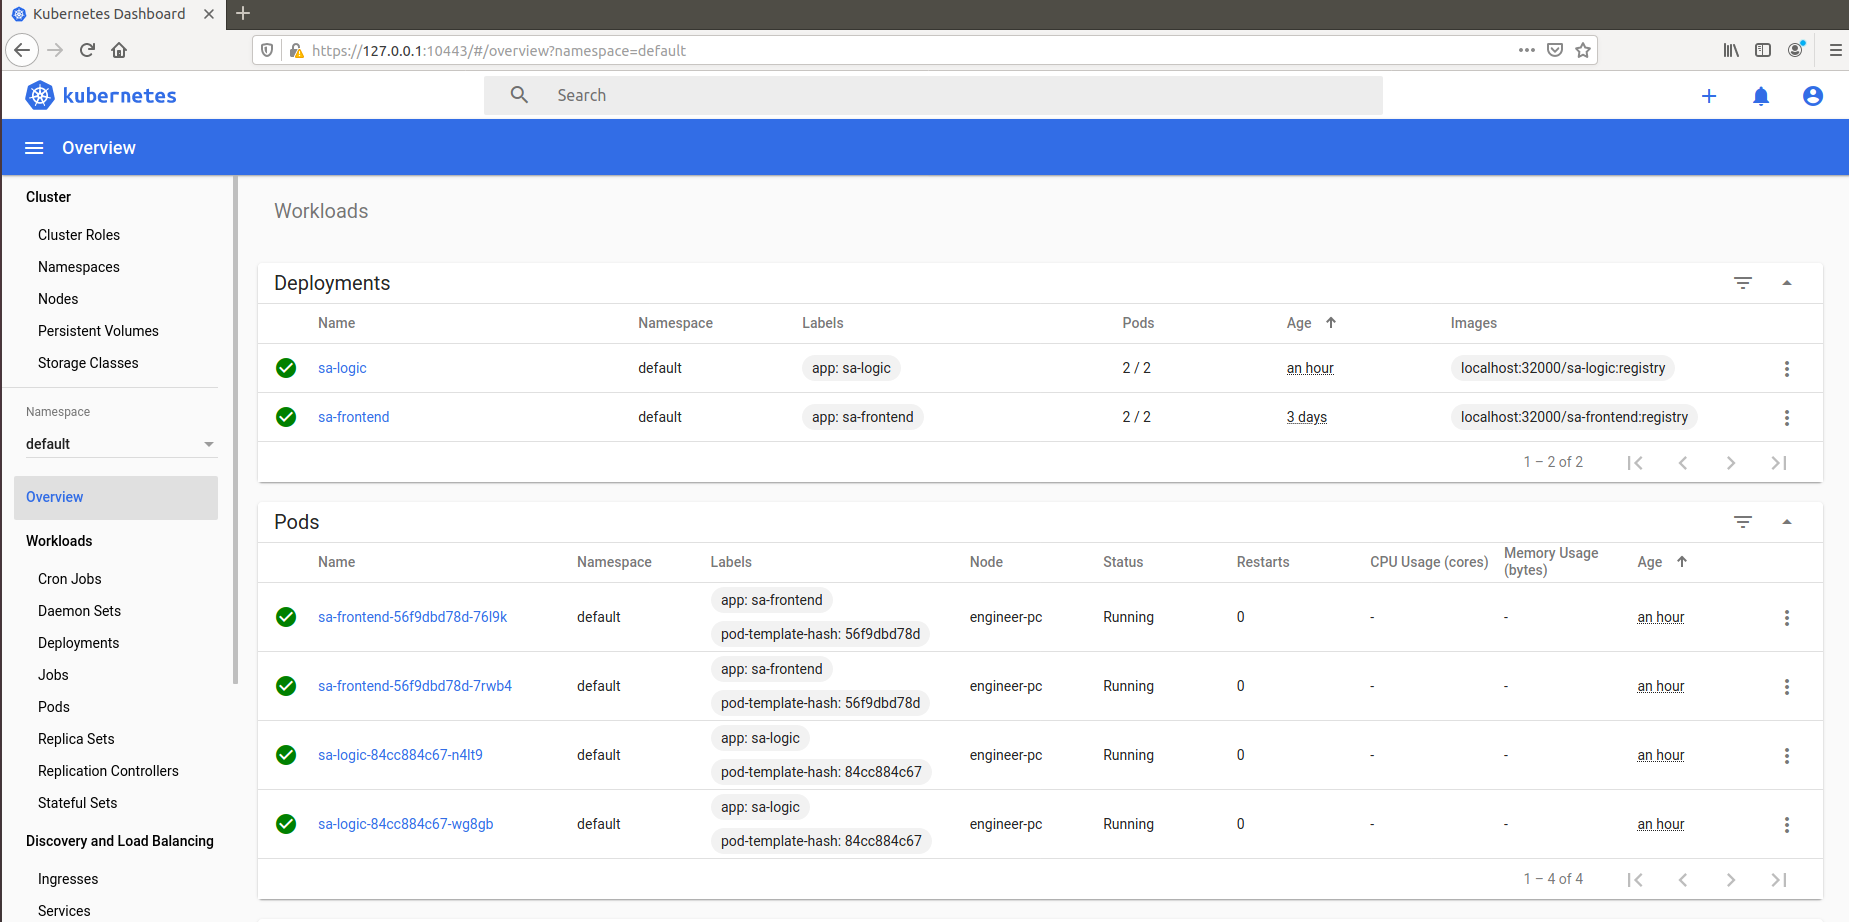 Kubernetes Dashboard
https://127.0.0.1:10443/#/overview?namespace=default
kubernetes
Search
Overview
Cluster
Cluster Roles
Namespaces
Nodes
Persistent Volumes
Storage Classes
Namespace
default
Overview
Workloads
Cron Jobs
Daemon Sets
Deployments
Jobs
Pods
Replica Sets
Replication Controllers
Stateful Sets
Discovery and Load Balancing
Ingresses
Services
Workloads
Deployments
Name Namespace Labels Pods Age Images
sa-logic default app: sa-logic 2 / 2 an hour localhost:32000/sa-logic:registry
sa-frontend default app: sa-frontend 2 / 2 3 days localhost:32000/sa-frontend:registry
1 – 2 of 2
Pods
Name Namespace Labels Node Status Restarts CPU Usage (cores) Memory Usage (bytes) Age
sa-frontend-56f9dbd78d-76l9k default app: sa-frontend pod-template-hash: 56f9dbd78d engineer-pc Running 0 - - an hour
sa-frontend-56f9dbd78d-7rwb4 default app: sa-frontend pod-template-hash: 56f9dbd78d engineer-pc Running 0 - - an hour
sa-logic-84cc884c67-n4lt9 default app: sa-logic pod-template-hash: 84cc884c67 engineer-pc Running 0 - - an hour
sa-logic-84cc884c67-wg8gb default app: sa-logic pod-template-hash: 84cc884c67 engineer-pc Running 0 - - an hour
1 – 4 of 4